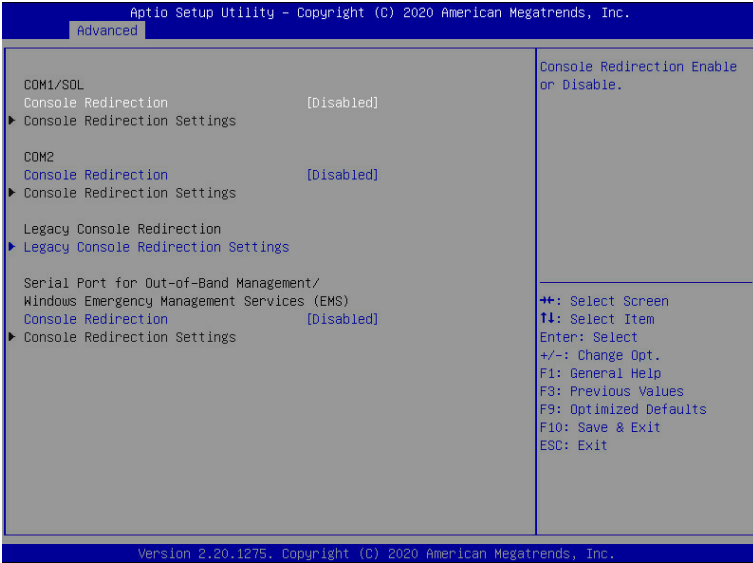 Aptio Setup Utility – Copyright (C) 2020 American Megatrends, Inc.
Advanced
COM1/SOL
Console Redirection [Disabled]
▶ Console Redirection Settings
COM2
Console Redirection [Disabled]
▶ Console Redirection Settings
Legacy Console Redirection
▶ Legacy Console Redirection Settings
Serial Port for Out-of-Band Management/
Windows Emergency Management Services (EMS)
Console Redirection [Disabled]
▶ Console Redirection Settings
Console Redirection Enable
or Disable.
→←: Select Screen
↑↓: Select Item
Enter: Select
+/-: Change Opt.
F1: General Help
F3: Previous Values
F9: Optimized Defaults
F10: Save & Exit
ESC: Exit
Version 2.20.1275. Copyright (C) 2020 American Megatrends, Inc.